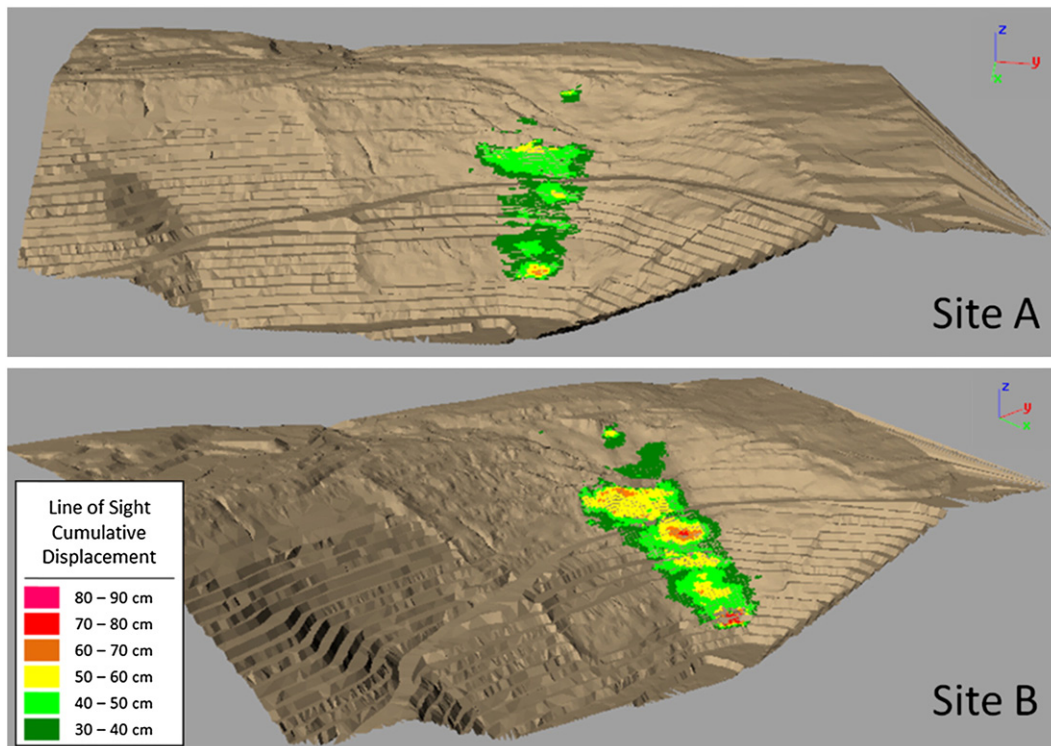 z
y
x
Site A
z
y
x
Line of Sight
Cumulative
Displacement
80 – 90 cm
70 – 80 cm
60 – 70 cm
50 – 60 cm
40 – 50 cm
30 – 40 cm
Site B